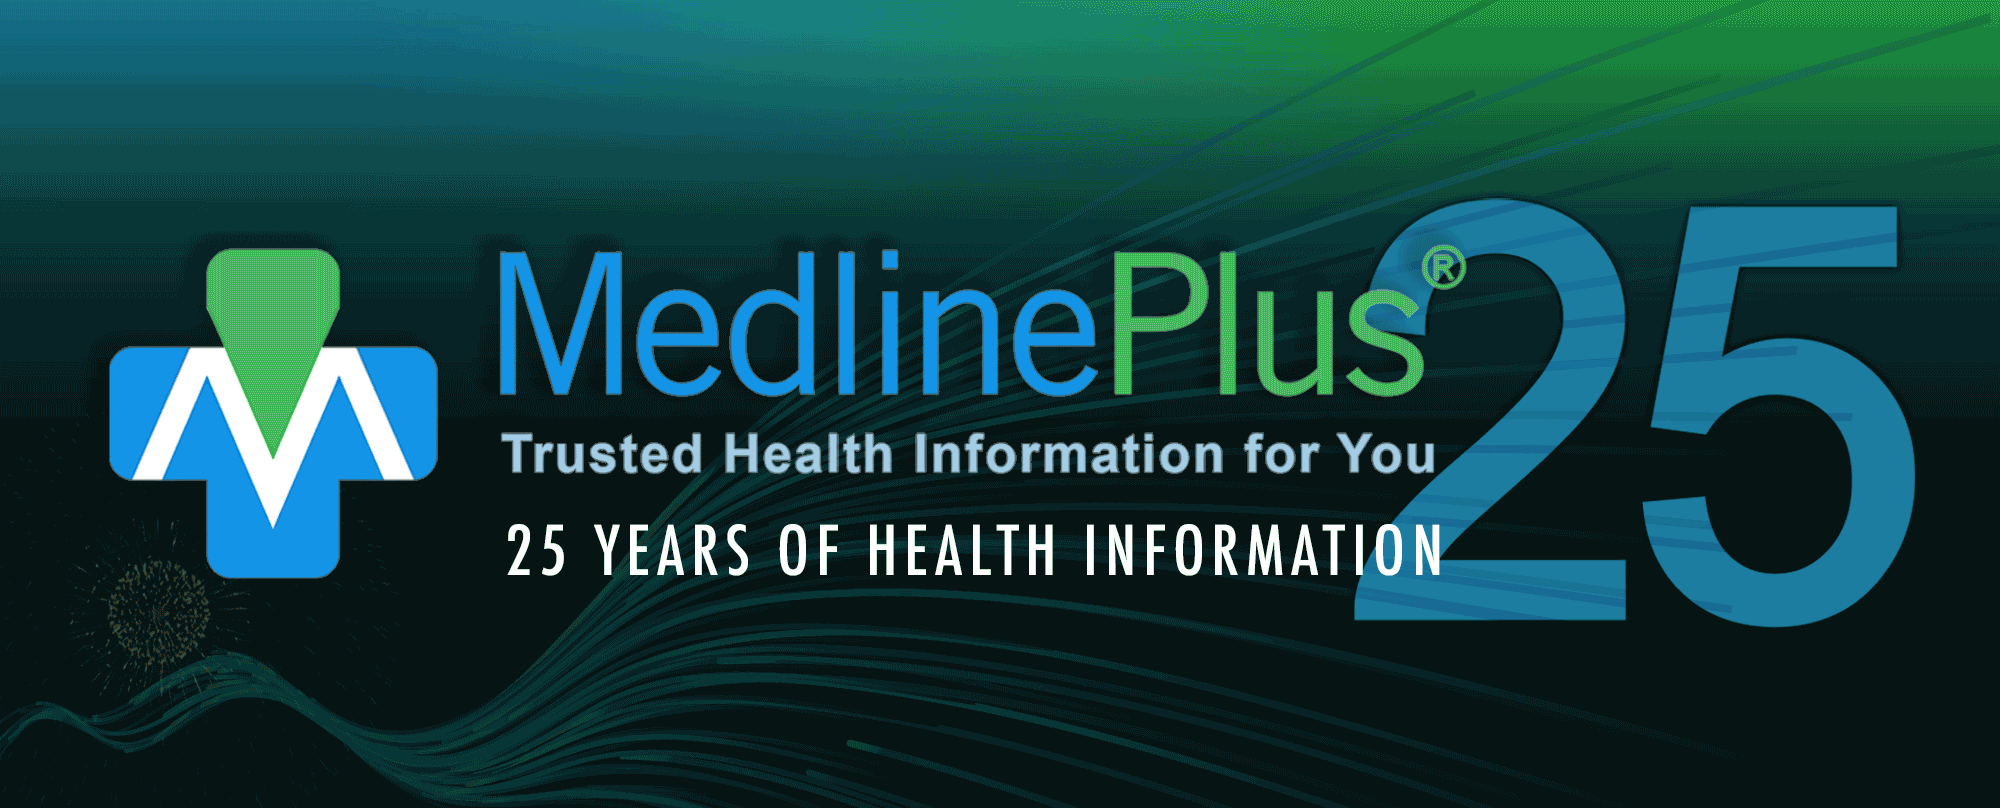 MedlinePlus®
Trusted Health Information for You
25 YEARS OF HEALTH INFORMATION
25